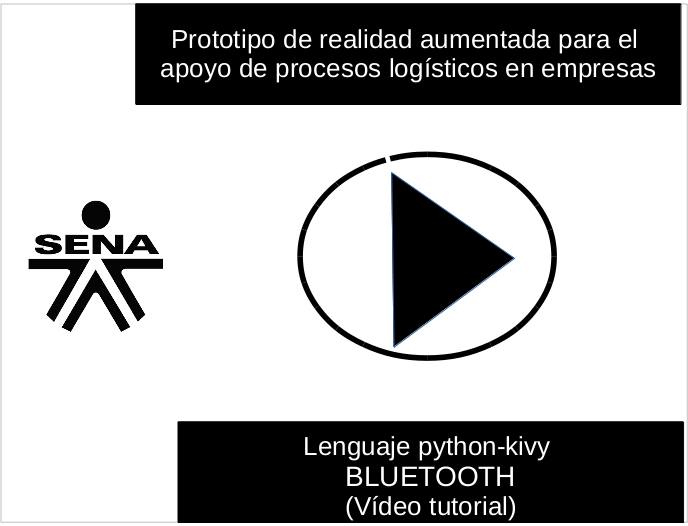 Prototipo de realidad aumentada para el
apoyo de procesos logísticos en empresas
SENA
Lenguaje python-kivy
BLUETOOTH
(Vídeo tutorial)